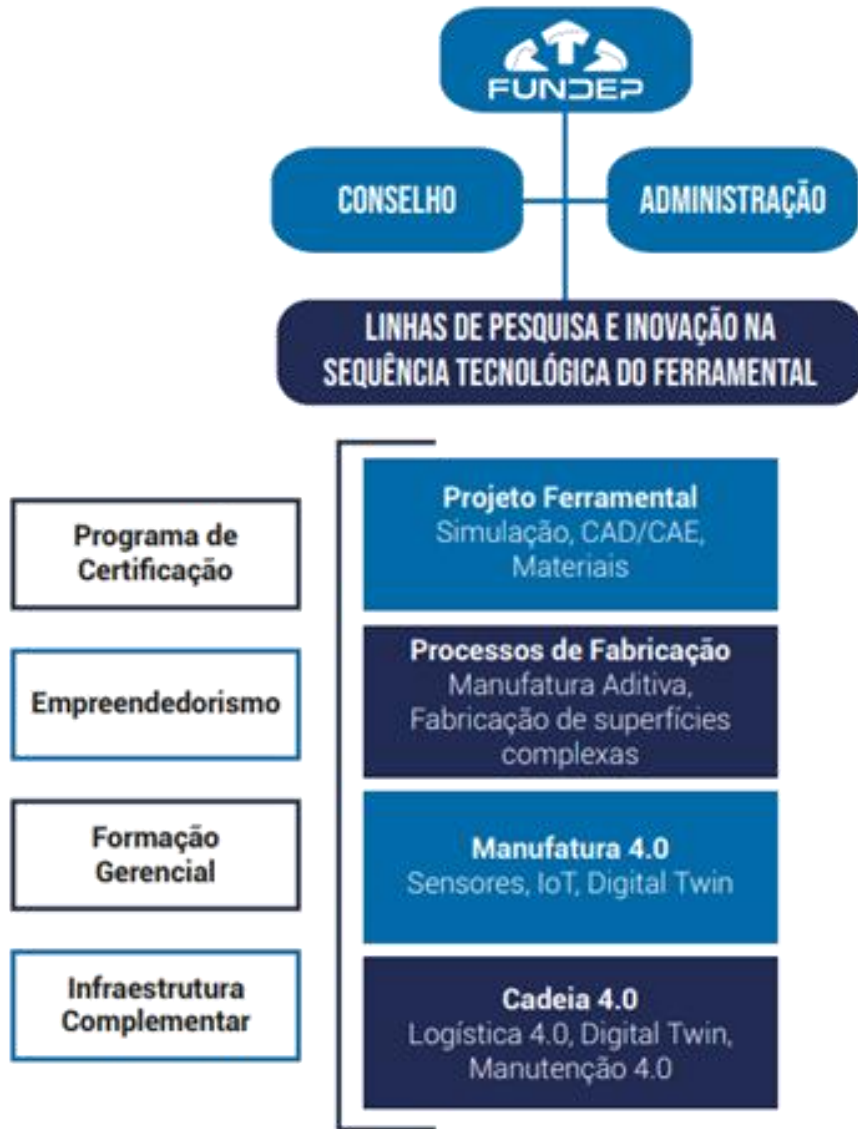 FUNDEP
CONSELHO
ADMINISTRAÇÃO
LINHAS DE PESQUISA E INOVAÇÃO NA
SEQUÊNCIA TECNOLÓGICA DO FERRAMENTAL
Programa de
Certificação
Empreendedorismo
Formação
Gerencial
Infraestrutura
Complementar
Projeto Ferramental
Simulação, CAD/CAE,
Materiais
Processos de Fabricação
Manufatura Aditiva,
Fabricação de superfícies
complexas
Manufatura 4.0
Sensores, IoT, Digital Twin
Cadeia 4.0
Logística 4.0, Digital Twin,
Manutenção 4.0